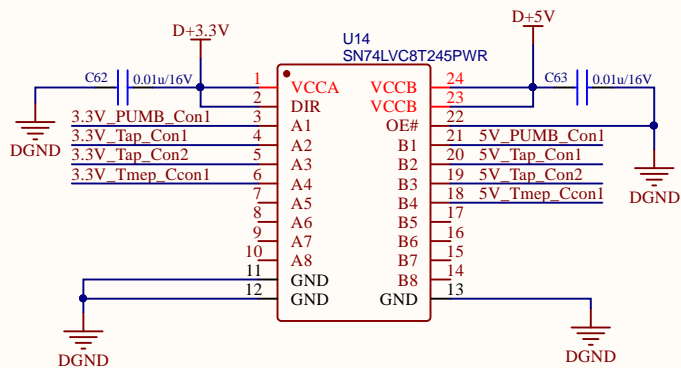 D+3.3V
D+5V
U14
SN74LVC8T245PWR
C62 0.01u/16V
C63 0.01u/16V
1 VCCA VCCB 24
2 DIR VCCB 23
3.3V_PUMB_Con1 3 A1 OE# 22
3.3V_Tap_Con1 4 A2 B1 21 5V_PUMB_Con1
3.3V_Tap_Con2 5 A3 B2 20 5V_Tap_Con1
3.3V_Tmep_Ccon1 6 A4 B3 19 5V_Tap_Con2
7 A5 B4 18 5V_Tmep_Ccon1
8 A6 B5 17
9 A7 B6 16
10 A8 B7 15
11 GND B8 14
12 GND GND 13
DGND
DGND
DGND
DGND